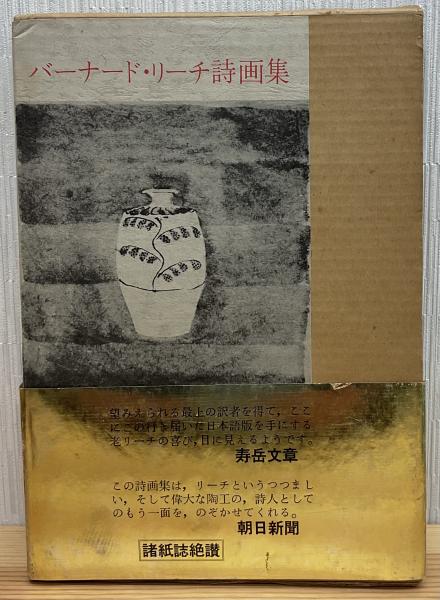 バーナード・リーチ詩画集
望みえられる最上の訳者を得て，ここ
にこの行き届いた日本語版を手にする
老リーチの喜び，目に見えるようです。
寿岳文章
この詩画集は，リーチというつつまし
い，そして偉大な陶工の，詩人として
のもう一面を，のぞかせてくれる。
朝日新聞
諸紙誌絶讃